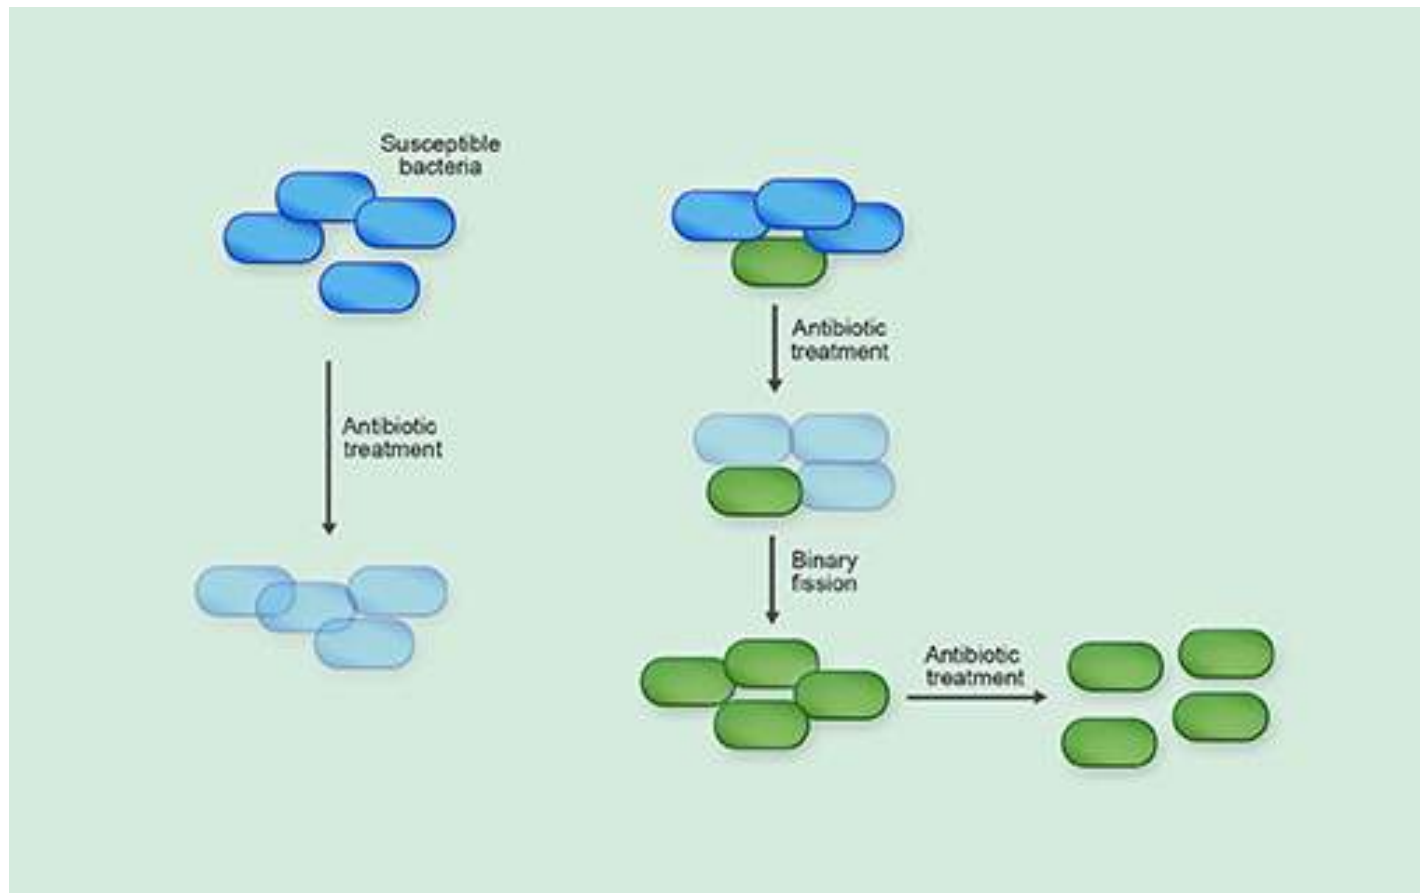 Susceptible
bacteria
Antibiotic
treatment
Antibiotic
treatment
Binary
fission
Antibiotic
treatment